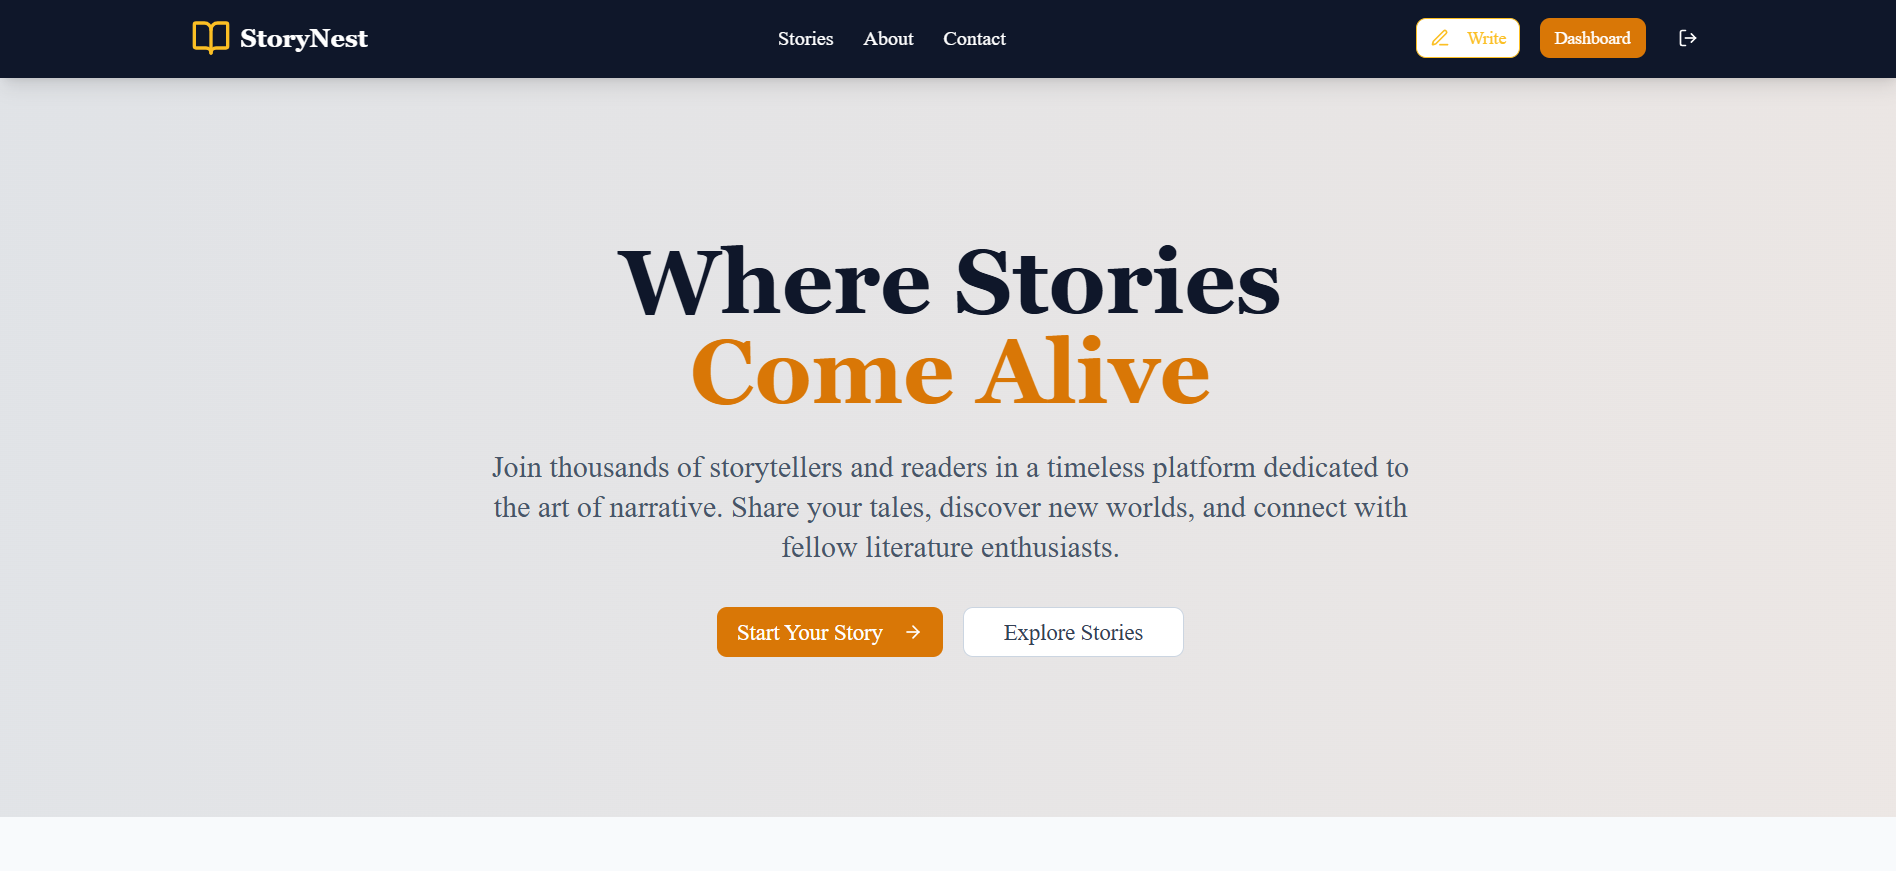 StoryNest
Stories
About
Contact
Write
Dashboard
Where Stories
Come Alive
Join thousands of storytellers and readers in a timeless platform dedicated to
the art of narrative. Share your tales, discover new worlds, and connect with
fellow literature enthusiasts.
Start Your Story
Explore Stories